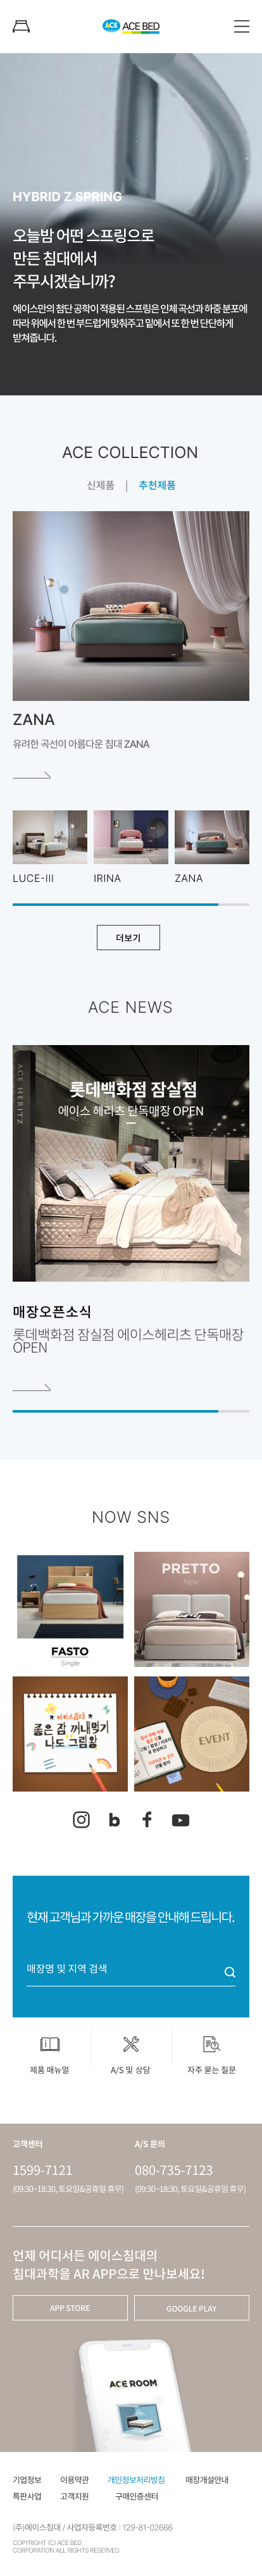 ACE ACE BED
HYBRID Z SPRING
오늘밤 어떤 스프링으로
만든 침대에서
주무시겠습니까?
에이스만의 첨단 공학이 적용된 스프링은 인체 곡선과 하중 분포에
따라 위에서 한 번 부드럽게 맞춰주고 밑에서 또 한 번 단단하게
받쳐줍니다.
ACE COLLECTION
신제품 | 추천제품
ZANA
유려한 곡선이 아름다운 침대 ZANA
LUCE-III IRINA ZANA
더보기
ACE NEWS
ACE HERITZ
롯데백화점 잠실점
에이스 헤리츠 단독매장 OPEN
매장오픈소식
롯데백화점 잠실점 에이스헤리츠 단독매장
OPEN
NOW SNS
FASTO
Single
PRETTO
New
EVENT
현재 고객님과 가까운 매장을 안내해 드립니다.
매장명 및 지역 검색
제품 매뉴얼 A/S 및 상담 자주 묻는 질문
고객센터 A/S 문의
1599-7121 080-735-7123
(09:30~18:30, 토요일&공휴일 휴무) (09:30~18:30, 토요일&공휴일 휴무)
언제 어디서든 에이스침대의
침대과학을 AR APP으로 만나보세요!
APP STORE GOOGLE PLAY
ACE ROOM
기업정보 이용약관 개인정보처리방침 매장개설안내
특판사업 고객지원 구매인증센터
(주)에이스침대 / 사업자등록번호 : 129-81-02666
COPYRIGHT (C) ACE BED
CORPORATION ALL RIGHTS RESERVED